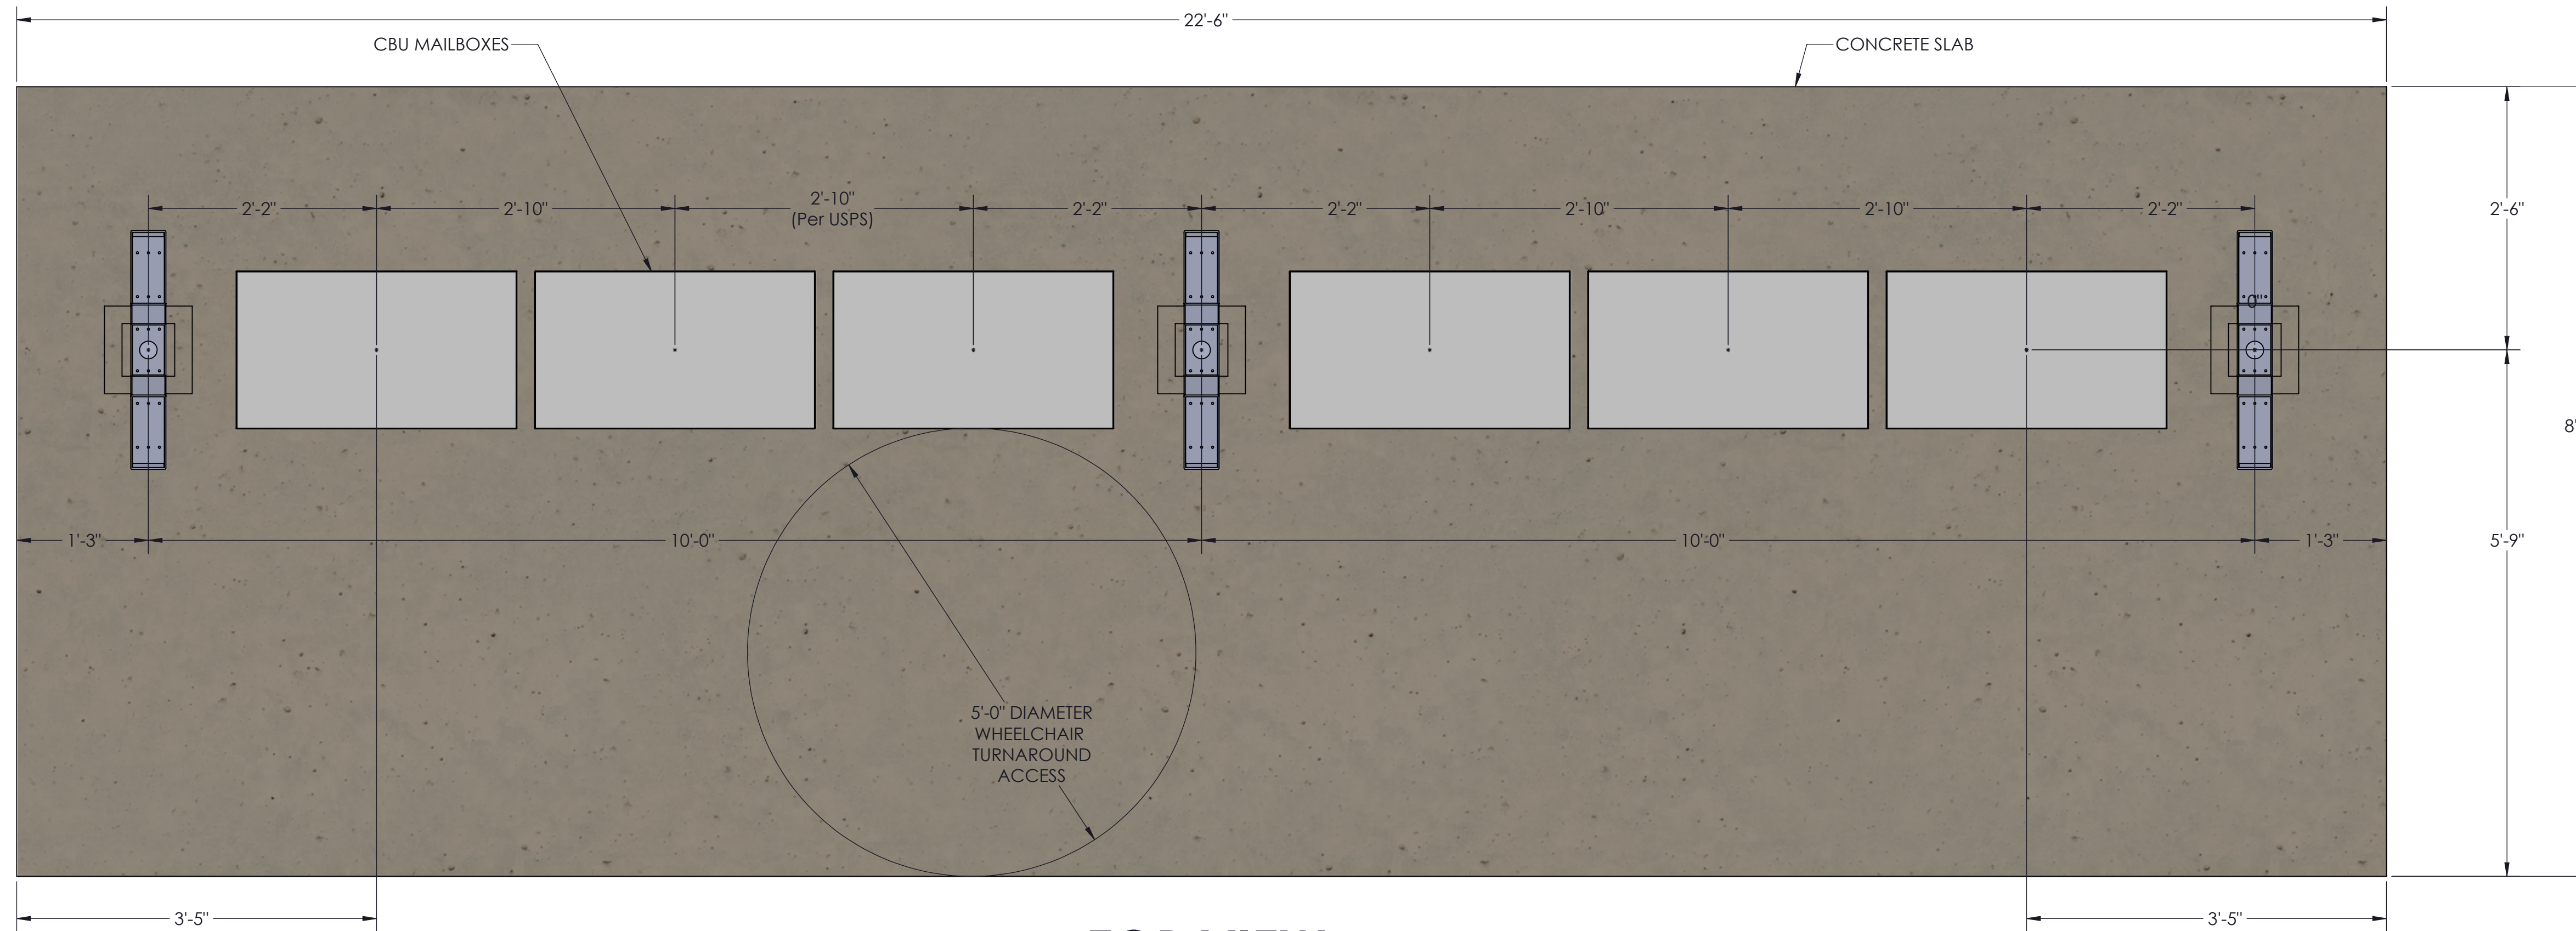 22'-6"
CBU MAILBOXES
CONCRETE SLAB
2'-2"
2'-10"
2'-10"
(Per USPS)
2'-2"
2'-2"
2'-10"
2'-10"
2'-2"
2'-6"
0"
8'
1'-3"
10'-0"
10'-0"
1'-3"
5'-9"
5'-0" DIAMETER
WHEELCHAIR
TURNAROUND
ACCESS
3'-5"
3'-5"